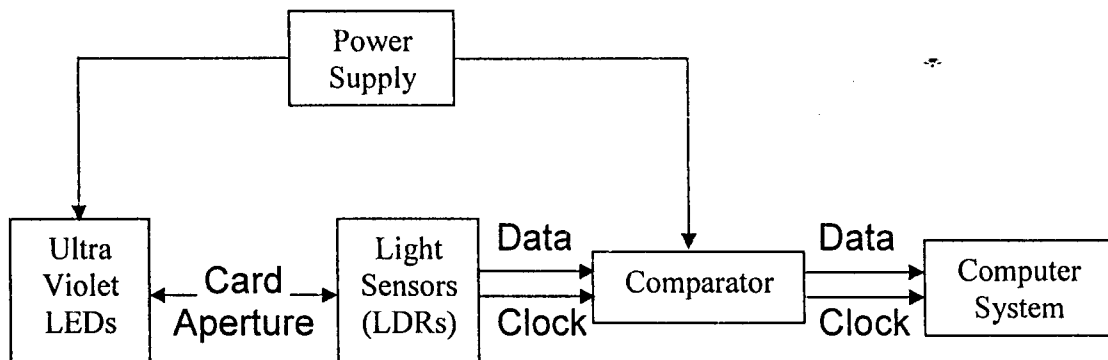 Power
Supply
Ultra
Violet
LEDs
Card
Aperture
Light
Sensors
(LDRs)
Data
Clock
Comparator
Data
Clock
Computer
System